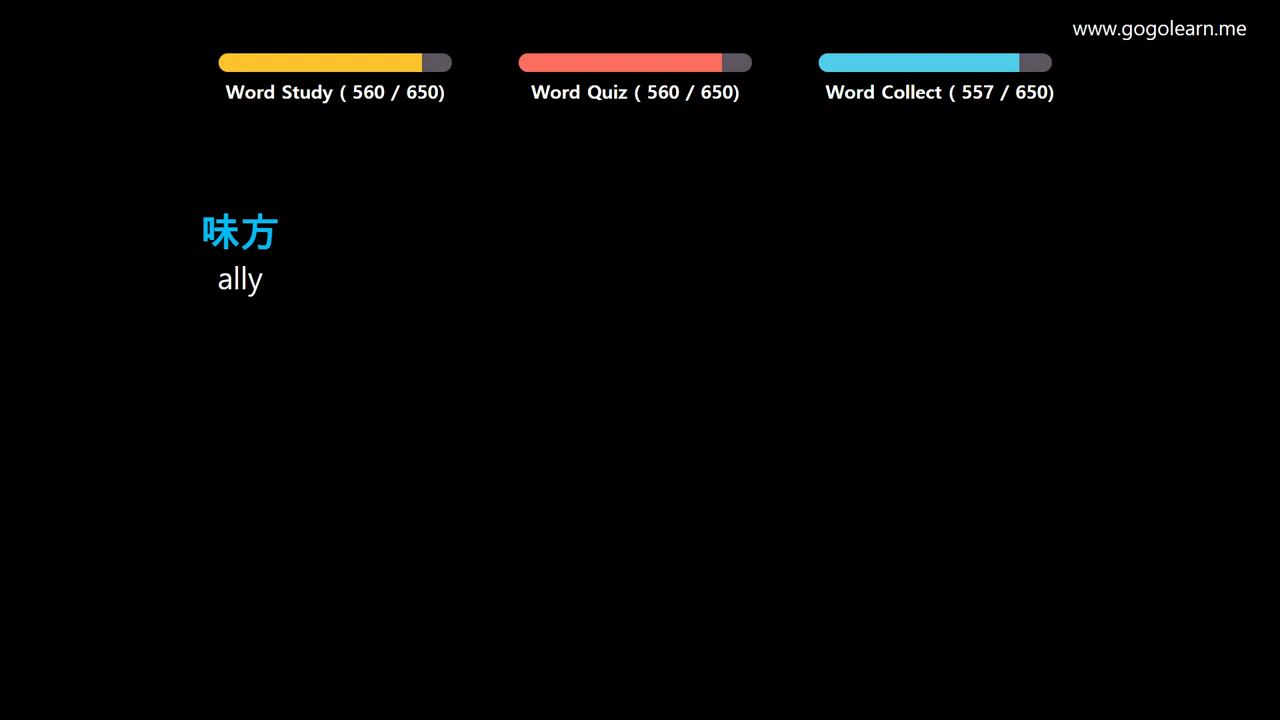 www.gogolearn.me
Word Study ( 560 / 650)
Word Quiz ( 560 / 650)
Word Collect ( 557 / 650)
味方
ally